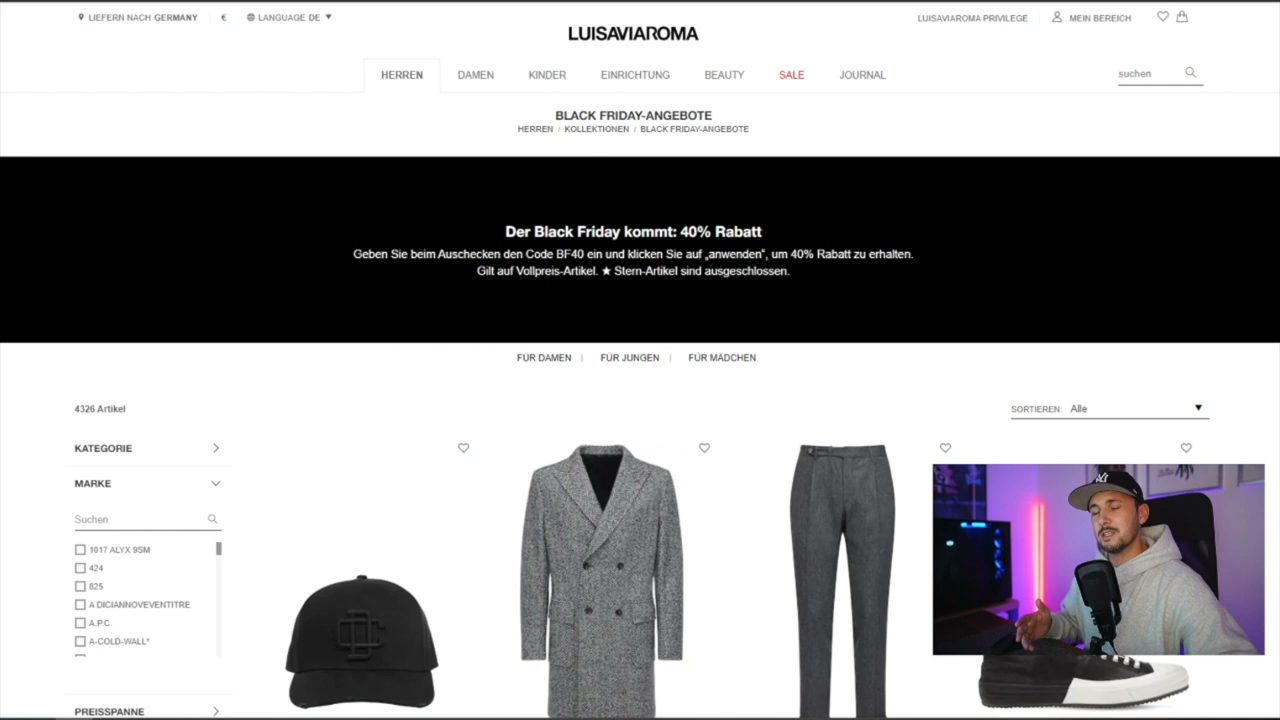 LIEFERN NACH GERMANY
€
LANGUAGE DE
LUISAVIAROMA PRIVILEGE
MEIN BEREICH
LUISAVIAROMA
HERREN
DAMEN
KINDER
EINRICHTUNG
BEAUTY
SALE
JOURNAL
suchen
BLACK FRIDAY-ANGEBOTE
HERREN / KOLLEKTIONEN / BLACK FRIDAY-ANGEBOTE
Der Black Friday kommt: 40% Rabatt
Geben Sie beim Auschecken den Code BF40 ein und klicken Sie auf „anwenden“, um 40% Rabatt zu erhalten.
Gilt auf Vollpreis-Artikel. ★ Stern-Artikel sind ausgeschlossen.
FÜR DAMEN | FÜR JUNGEN | FÜR MÄDCHEN
4326 Artikel
SORTIEREN: Alle
KATEGORIE
MARKE
Suchen
1017 ALYX 9SM
424
825
A DICIANNOVEVENTITRE
A.P.C.
A-COLD-WALL*
PREISSPANNE